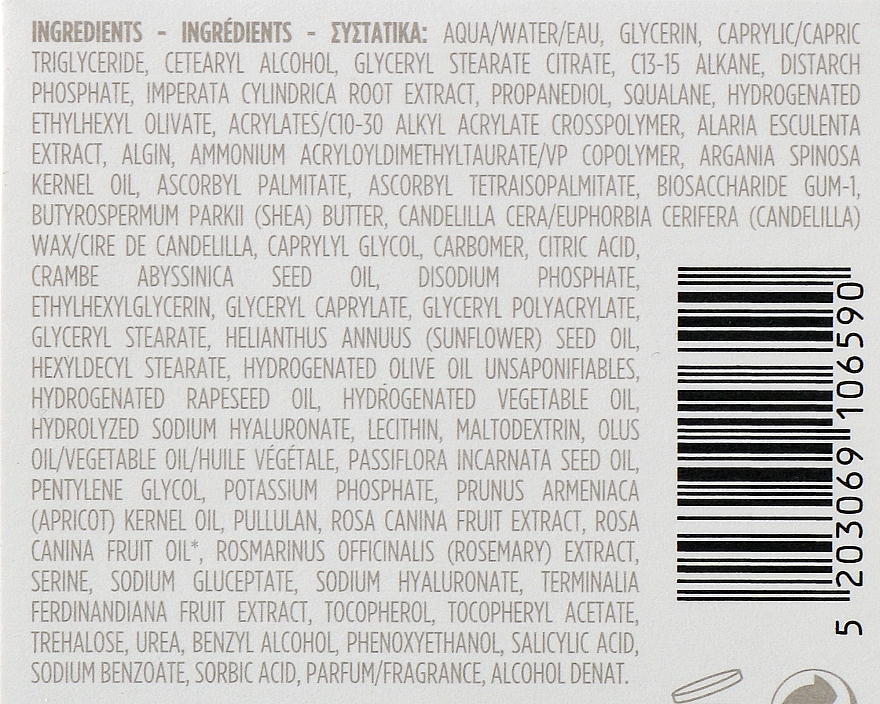 INGREDIENTS - INGRÉDIENTS - ΣΥΣΤΑΤΙΚΑ: AQUA/WATER/EAU, GLYCERIN, CAPRYLIC/CAPRIC
TRIGLYCERIDE, CETEARYL ALCOHOL, GLYCERYL STEARATE CITRATE, C13-15 ALKANE, DISTARCH
PHOSPHATE, IMPERATA CYLINDRICA ROOT EXTRACT, PROPANEDIOL, SQUALANE, HYDROGENATED
ETHYLHEXYL OLIVATE, ACRYLATES/C10-30 ALKYL ACRYLATE CROSSPOLYMER, ALARIA ESCULENTA
EXTRACT, ALGIN, AMMONIUM ACRYLOYLDIMETHYLTAURATE/VP COPOLYMER, ARGANIA SPINOSA
KERNEL OIL, ASCORBYL PALMITATE, ASCORBYL TETRAISOPALMITATE, BIOSACCHARIDE GUM-1,
BUTYROSPERMUM PARKII (SHEA) BUTTER, CANDELILLA CERA/EUPHORBIA CERIFERA (CANDELILLA)
WAX/CIRE DE CANDELILLA, CAPRYLYL GLYCOL, CARBOMER, CITRIC ACID,
CRAMBE ABYSSINICA SEED OIL, DISODIUM PHOSPHATE,
ETHYLHEXYLGLYCERIN, GLYCERYL CAPRYLATE, GLYCERYL POLYACRYLATE,
GLYCERYL STEARATE, HELIANTHUS ANNUUS (SUNFLOWER) SEED OIL,
HEXYLDECYL STEARATE, HYDROGENATED OLIVE OIL UNSAPONIFIABLES,
HYDROGENATED RAPESEED OIL, HYDROGENATED VEGETABLE OIL,
HYDROLYZED SODIUM HYALURONATE, LECITHIN, MALTODEXTRIN, OLUS
OIL/VEGETABLE OIL/HUILE VÉGÉTALE, PASSIFLORA INCARNATA SEED OIL,
PENTYLENE GLYCOL, POTASSIUM PHOSPHATE, PRUNUS ARMENIACA
(APRICOT) KERNEL OIL, PULLULAN, ROSA CANINA FRUIT EXTRACT, ROSA
CANINA FRUIT OIL*, ROSMARINUS OFFICINALIS (ROSEMARY) EXTRACT,
SERINE, SODIUM GLUCEPTATE, SODIUM HYALURONATE, TERMINALIA
FERDINANDIANA FRUIT EXTRACT, TOCOPHEROL, TOCOPHERYL ACETATE,
TREHALOSE, UREA, BENZYL ALCOHOL, PHENOXYETHANOL, SALICYLIC ACID,
SODIUM BENZOATE, SORBIC ACID, PARFUM/FRAGRANCE, ALCOHOL DENAT.
5 203069 106590